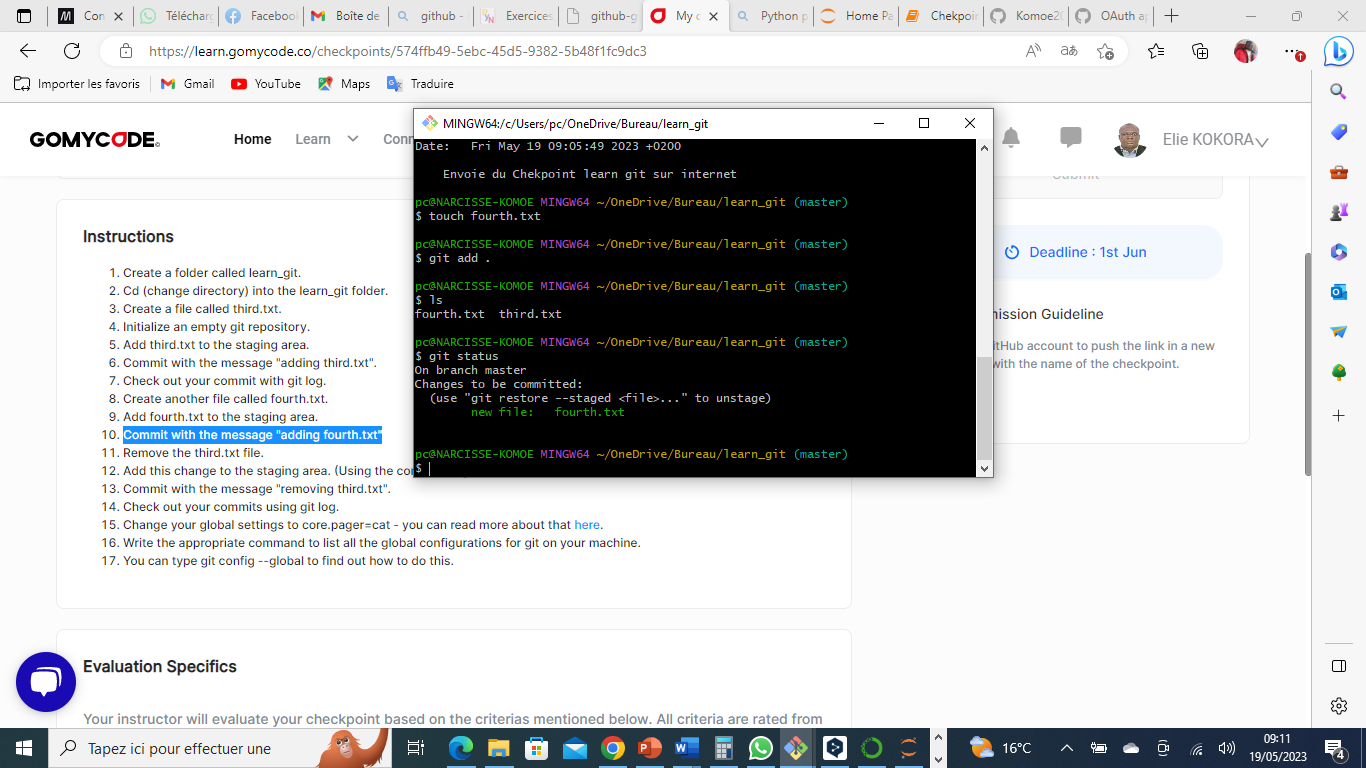 Con
Télécharg
Facebook
Boîte de
github -
Exercices
github-g
My c
Python p
Home Pa
Chekpoin
Komoe20
OAuth ap
https://learn.gomycode.co/checkpoints/574ffb49-5ebc-45d5-9382-5b48f1fc9dc3
Importer les favoris
Gmail
YouTube
Maps
Traduire
GOMYCODE
Home
Learn
Conn
Elie KOKORA
Submit
MINGW64:/c/Users/pc/OneDrive/Bureau/learn_git
Date:   Fri May 19 09:05:49 2023 +0200
Envoie du Chekpoint learn git sur internet
pc@NARCISSE-KOMOE MINGW64 ~/OneDrive/Bureau/learn_git (master)
$ touch fourth.txt
pc@NARCISSE-KOMOE MINGW64 ~/OneDrive/Bureau/learn_git (master)
$ git add .
pc@NARCISSE-KOMOE MINGW64 ~/OneDrive/Bureau/learn_git (master)
$ ls
fourth.txt  third.txt
pc@NARCISSE-KOMOE MINGW64 ~/OneDrive/Bureau/learn_git (master)
$ git status
On branch master
Changes to be committed:
(use "git restore --staged <file>..." to unstage)
new file:   fourth.txt
pc@NARCISSE-KOMOE MINGW64 ~/OneDrive/Bureau/learn_git (master)
$
Instructions
1. Create a folder called learn_git.
2. Cd (change directory) into the learn_git folder.
3. Create a file called third.txt.
4. Initialize an empty git repository.
5. Add third.txt to the staging area.
6. Commit with the message "adding third.txt".
7. Check out your commit with git log.
8. Create another file called fourth.txt.
9. Add fourth.txt to the staging area.
10. Commit with the message "adding fourth.txt"
11. Remove the third.txt file.
12. Add this change to the staging area. (Using the co
13. Commit with the message "removing third.txt".
14. Check out your commits using git log.
15. Change your global settings to core.pager=cat - you can read more about that here.
16. Write the appropriate command to list all the global configurations for git on your machine.
17. You can type git config --global to find out how to do this.
Deadline : 1st Jun
mission Guideline
itHub account to push the link in a new
with the name of the checkpoint.
Evaluation Specifics
Your instructor will evaluate your checkpoint based on the criterias mentioned below. All criteria are rated from
Tapez ici pour effectuer une
16°C
09:11
19/05/2023
4